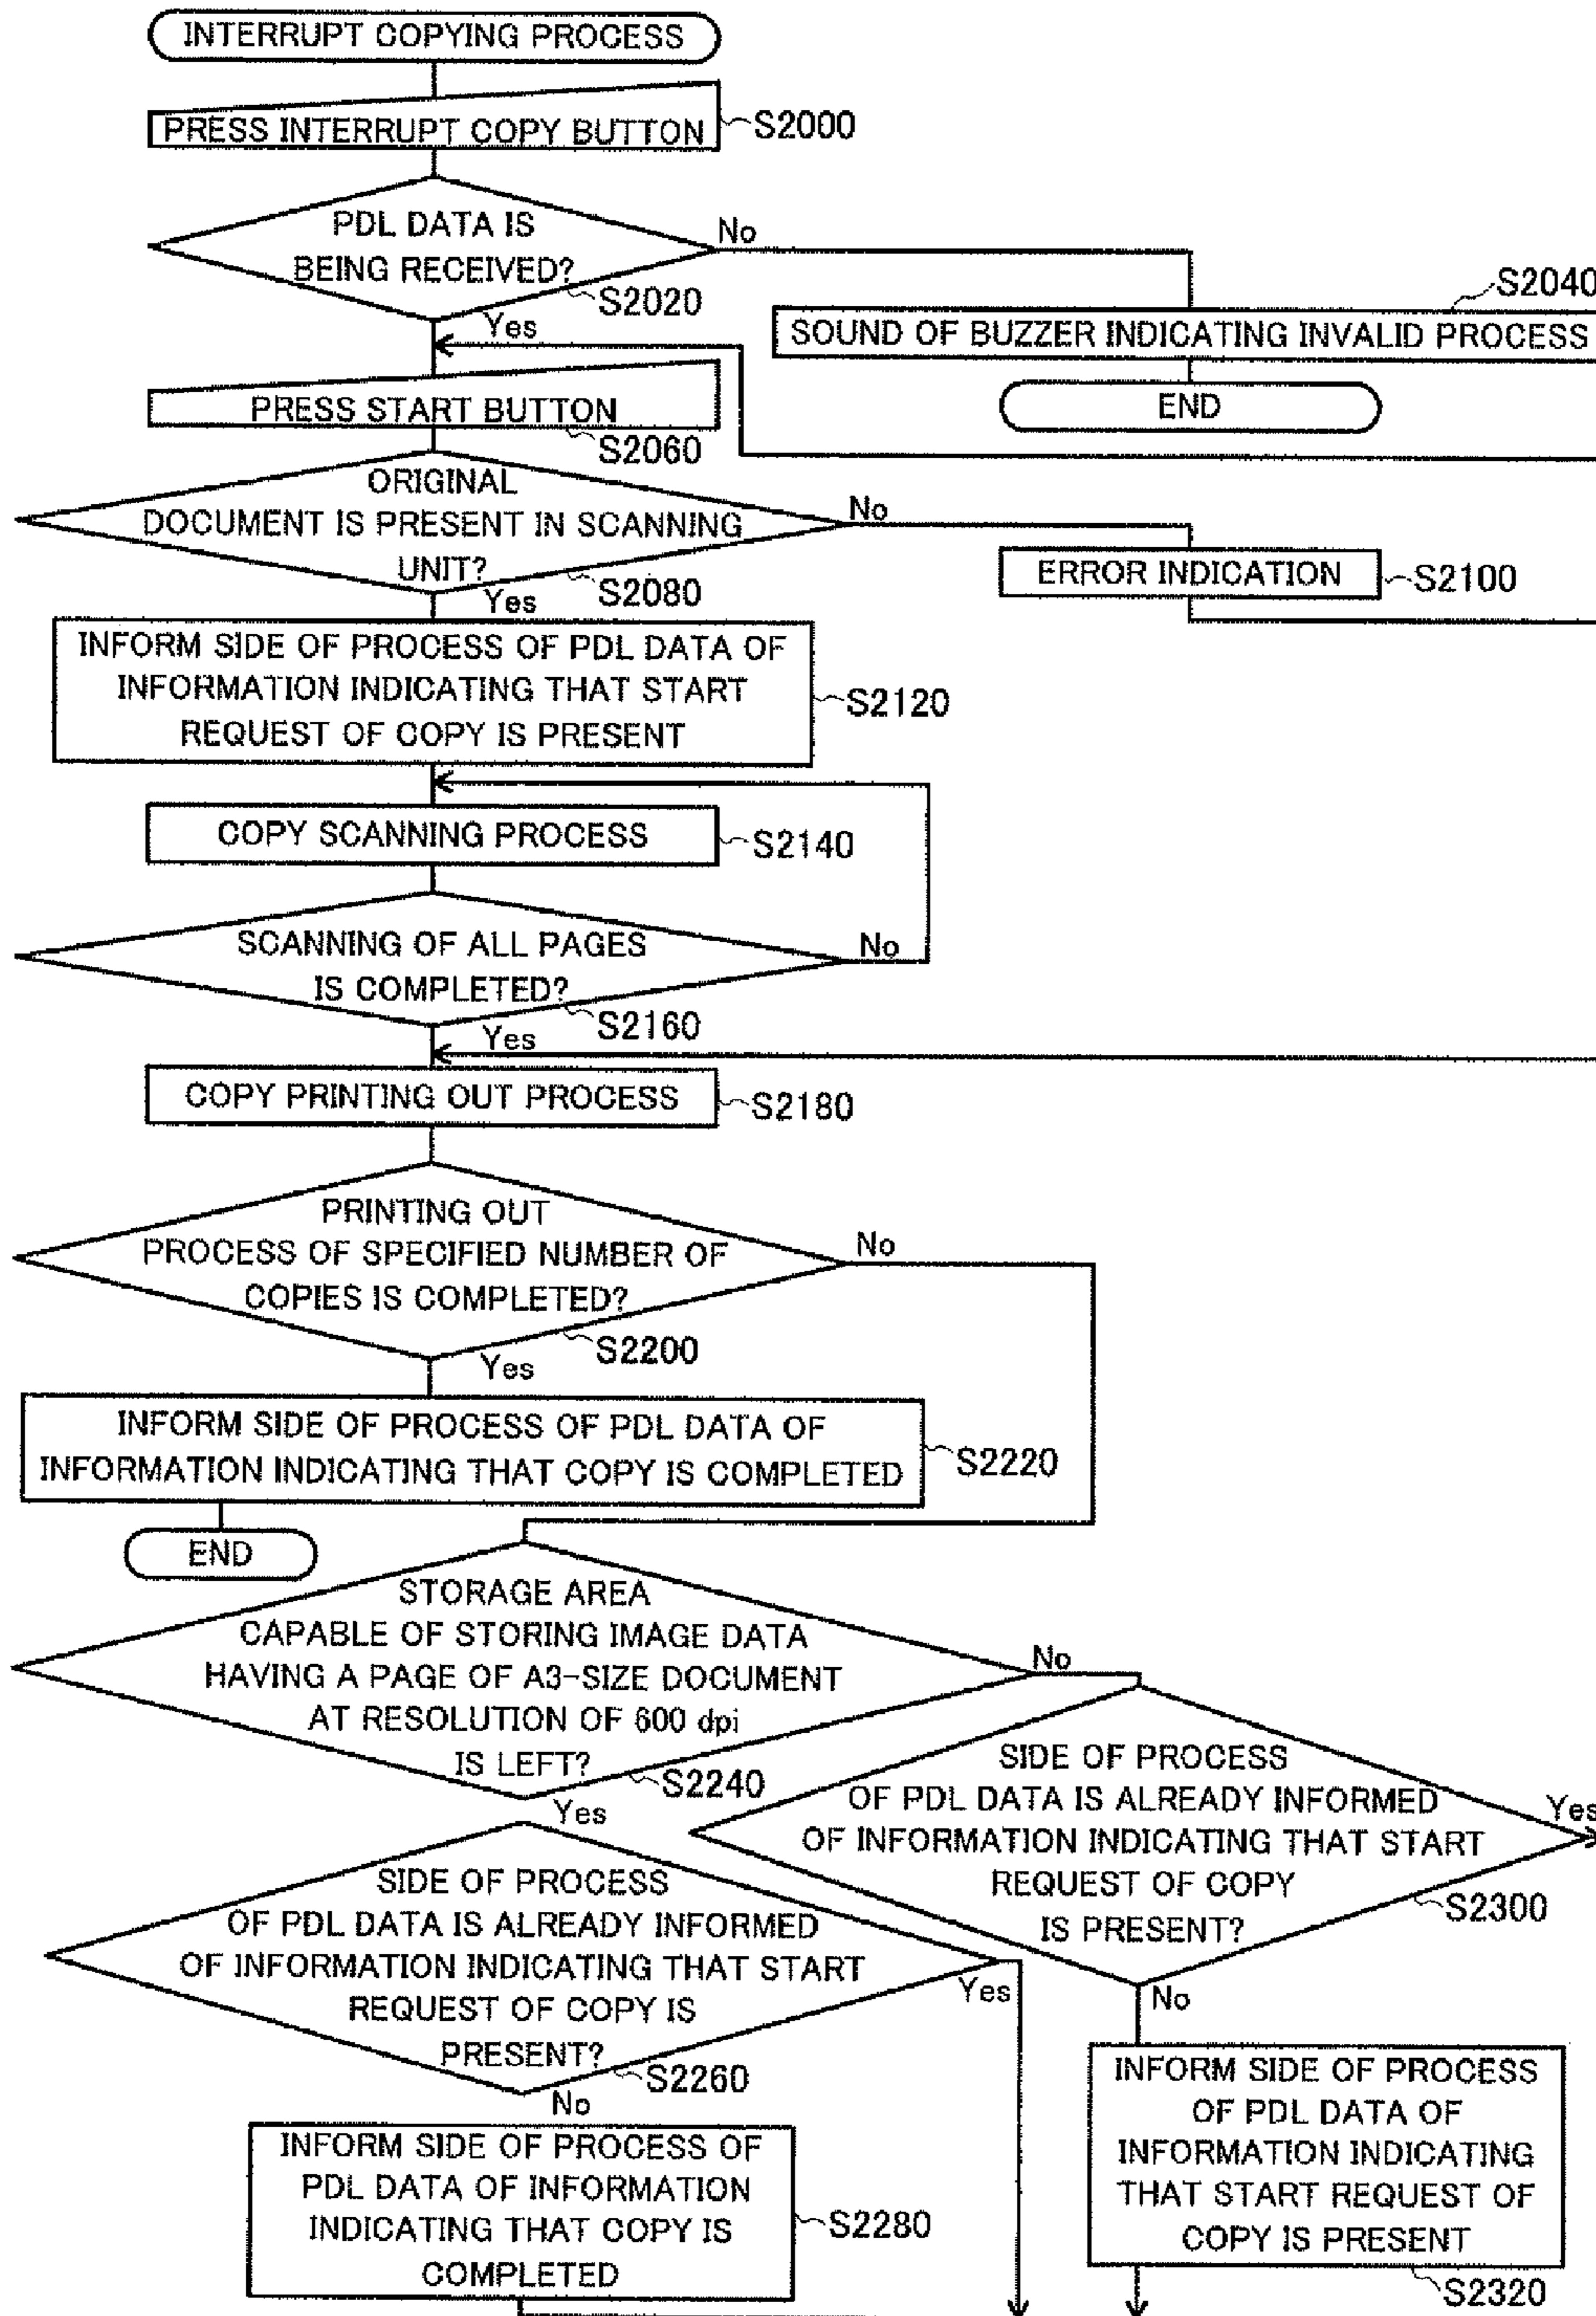 INTERRUPT COPYING PROCESS
PRESS INTERRUPT COPY BUTTON
S2000
PDL DATA IS
BEING RECEIVED?
S2020
No
Yes
S2040
SOUND OF BUZZER INDICATING INVALID PROCESS
END
PRESS START BUTTON
S2060
ORIGINAL
DOCUMENT IS PRESENT IN SCANNING
UNIT?
S2080
No
Yes
ERROR INDICATION
S2100
INFORM SIDE OF PROCESS OF PDL DATA OF
INFORMATION INDICATING THAT START
REQUEST OF COPY IS PRESENT
S2120
COPY SCANNING PROCESS
S2140
SCANNING OF ALL PAGES
IS COMPLETED?
S2160
No
Yes
COPY PRINTING OUT PROCESS
S2180
PRINTING OUT
PROCESS OF SPECIFIED NUMBER OF
COPIES IS COMPLETED?
S2200
No
Yes
INFORM SIDE OF PROCESS OF PDL DATA OF
INFORMATION INDICATING THAT COPY IS COMPLETED
S2220
END
STORAGE AREA
CAPABLE OF STORING IMAGE DATA
HAVING A PAGE OF A3-SIZE DOCUMENT
AT RESOLUTION OF 600 dpi
IS LEFT?
S2240
No
Yes
SIDE OF PROCESS
OF PDL DATA IS ALREADY INFORMED
OF INFORMATION INDICATING THAT START
REQUEST OF COPY
IS PRESENT?
S2300
Yes
No
SIDE OF PROCESS
OF PDL DATA IS ALREADY INFORMED
OF INFORMATION INDICATING THAT START
REQUEST OF COPY IS
PRESENT?
S2260
Yes
No
INFORM SIDE OF PROCESS OF
PDL DATA OF INFORMATION
INDICATING THAT COPY IS
COMPLETED
S2280
INFORM SIDE OF PROCESS
OF PDL DATA OF
INFORMATION INDICATING
THAT START REQUEST OF
COPY IS PRESENT
S2320